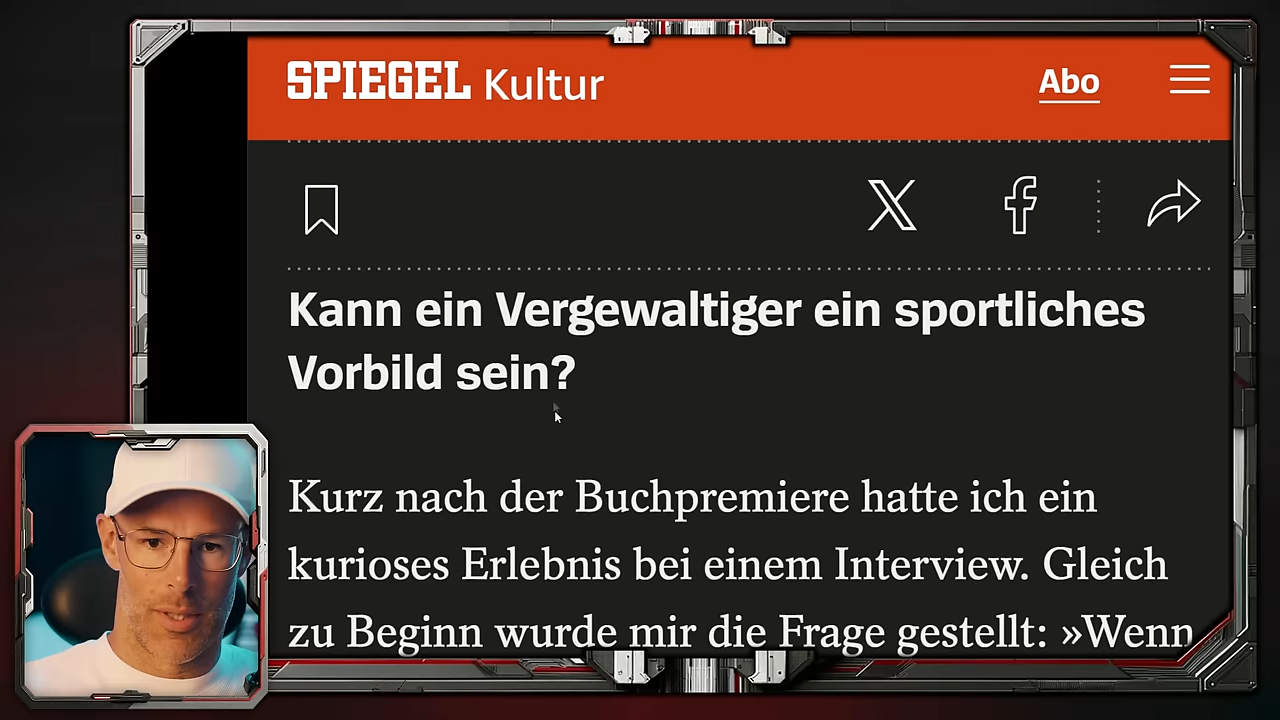 SPIEGEL Kultur
Abo
Kann ein Vergewaltiger ein sportliches
Vorbild sein?
Kurz nach der Buchpremiere hatte ich ein
kurioses Erlebnis bei einem Interview. Gleich
zu Beginn wurde mir die Frage gestellt: »Wenn